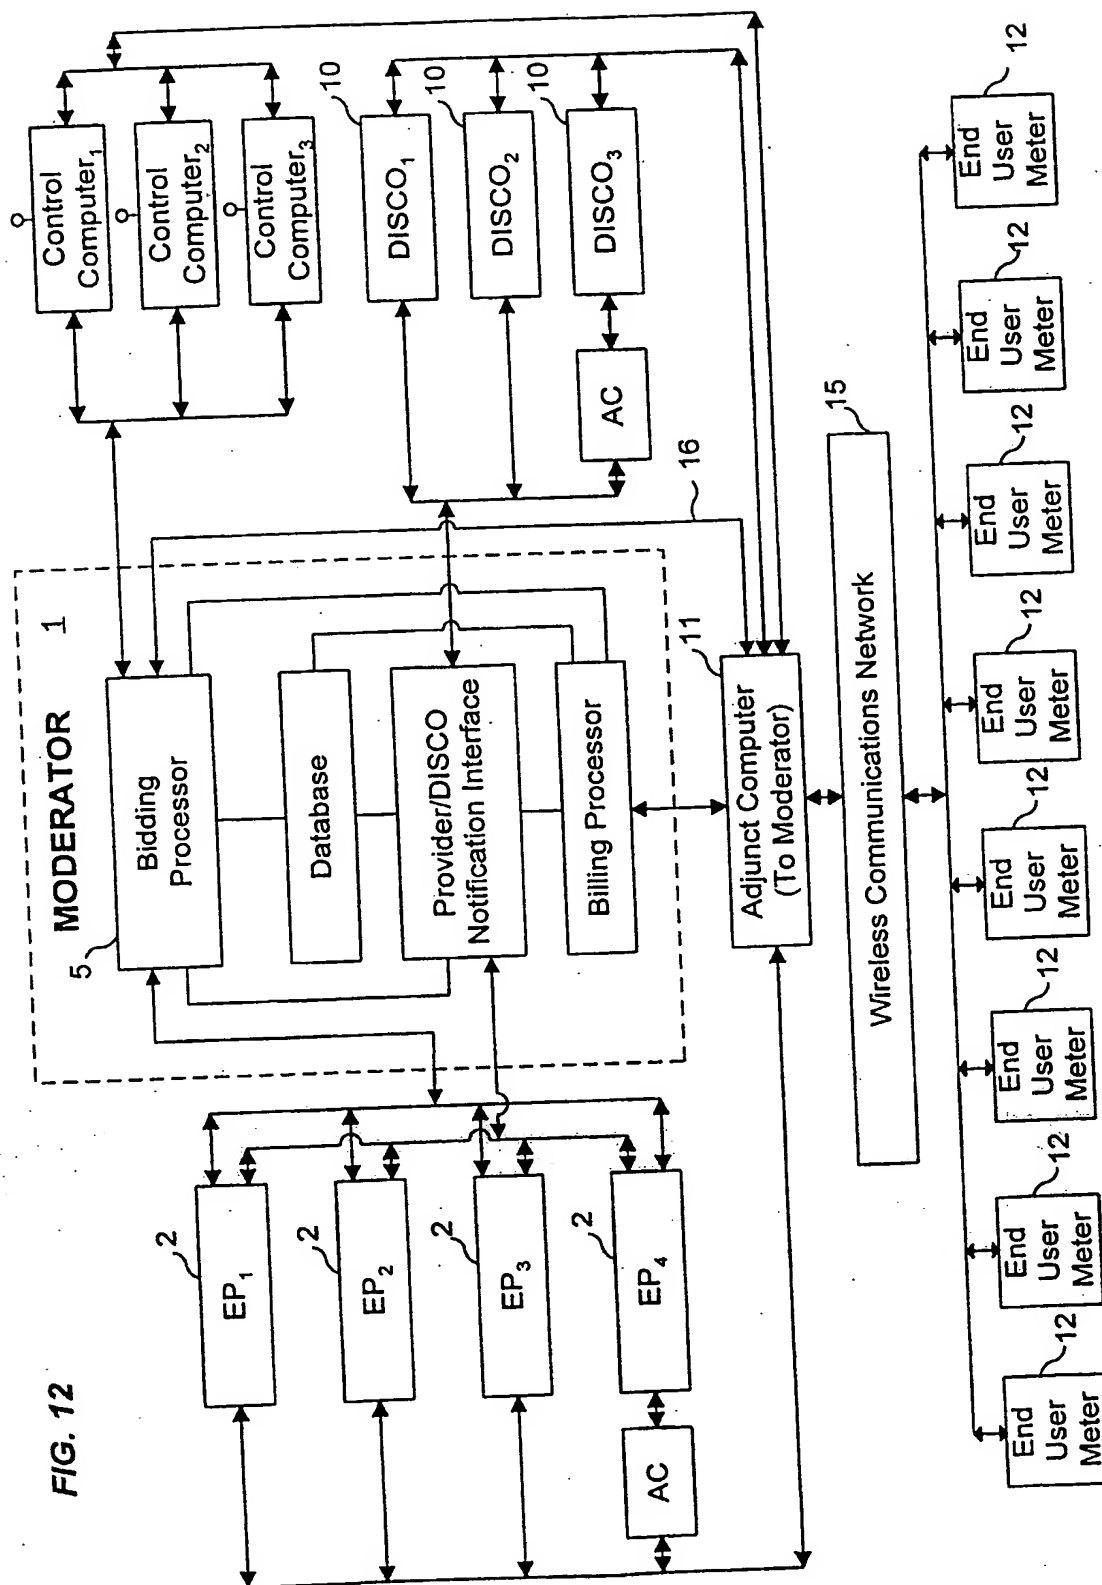 FIG. 12
MODERATOR 1
5
Bidding
Processor
Database
Provider/DISCO
Notification Interface
Billing Processor
2
EP1
2
EP2
2
EP3
2
EP4
AC
Control
Computer1
Control
Computer2
Control
Computer3
10
DISCO1
10
DISCO2
10
DISCO3
AC
16
11
Adjunct Computer
(To Moderator)
15
Wireless Communications Network
12
End
User
Meter
12
End
User
Meter
12
End
User
Meter
12
End
User
Meter
12
End
User
Meter
12
End
User
Meter
12
End
User
Meter
12
End
User
Meter